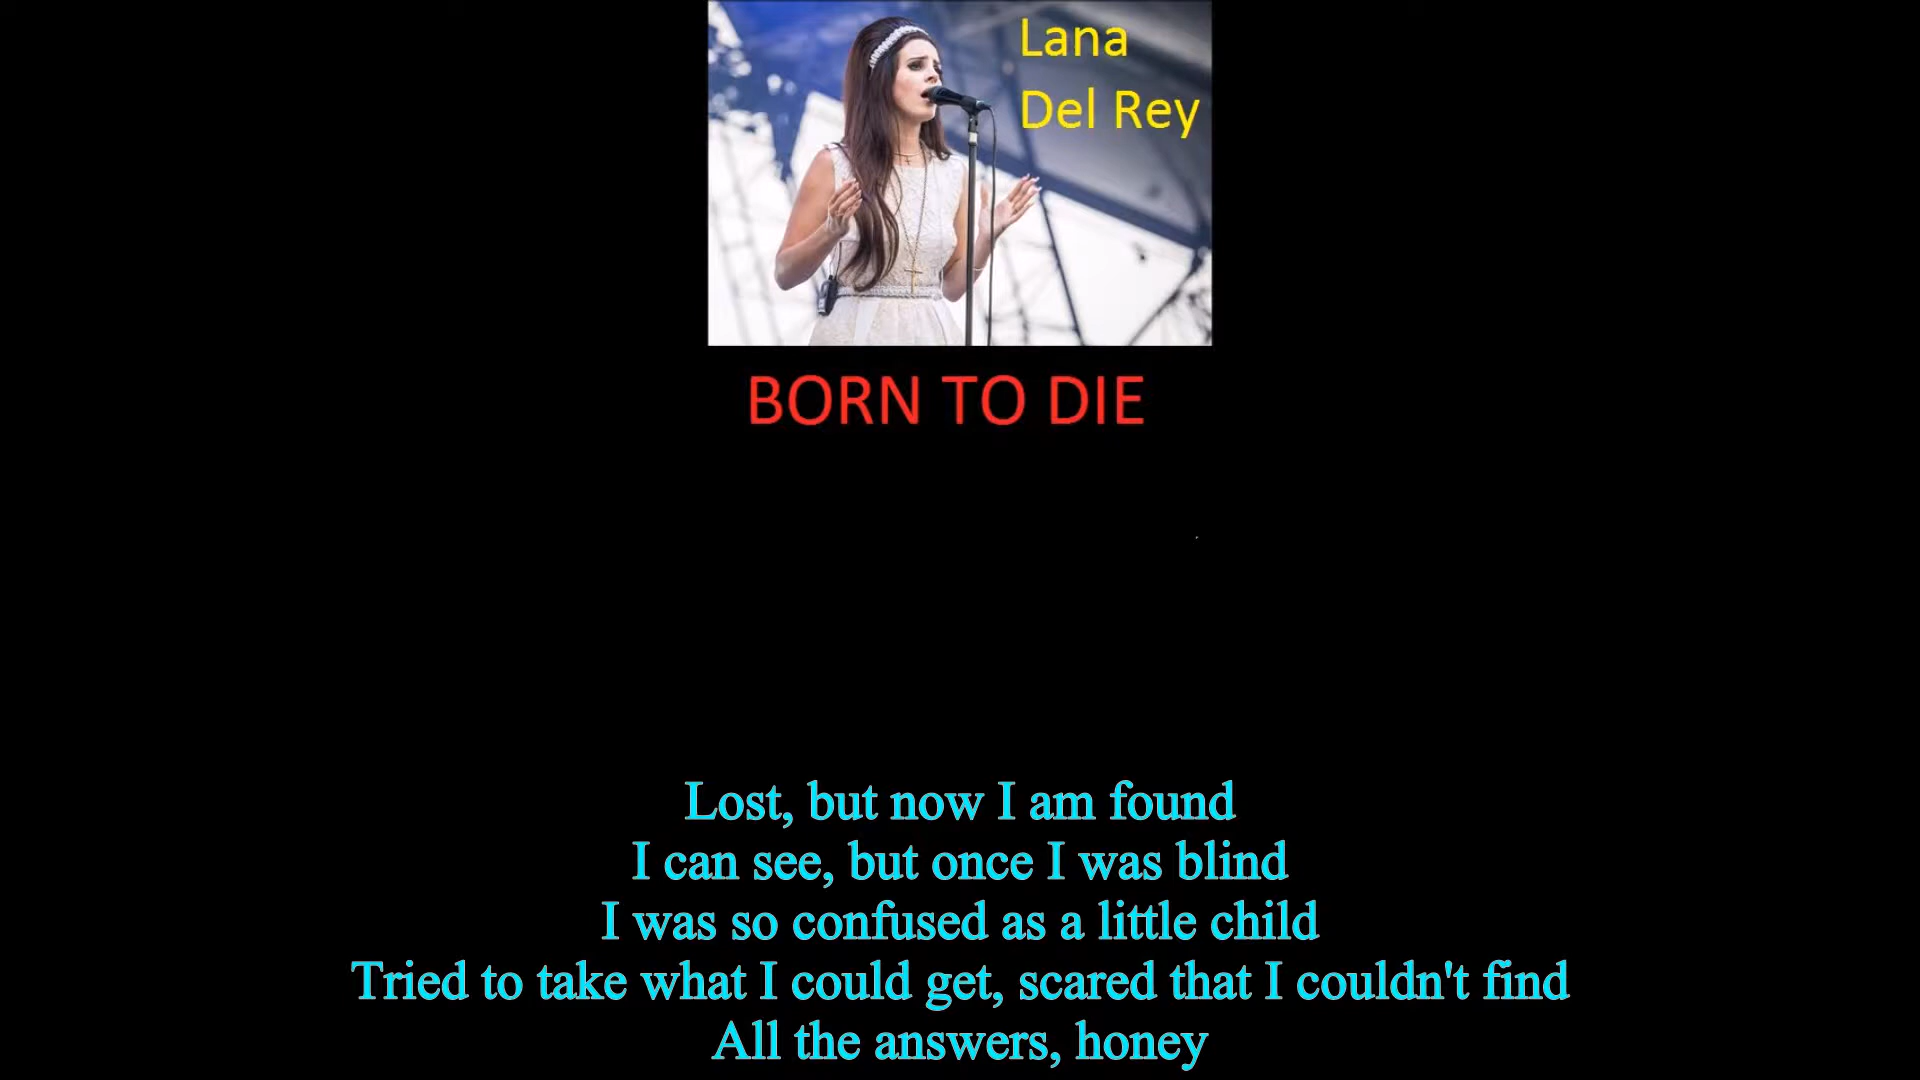 Lana
Del Rey
BORN TO DIE
Lost, but now I am found
I can see, but once I was blind
I was so confused as a little child
Tried to take what I could get, scared that I couldn't find
All the answers, honey